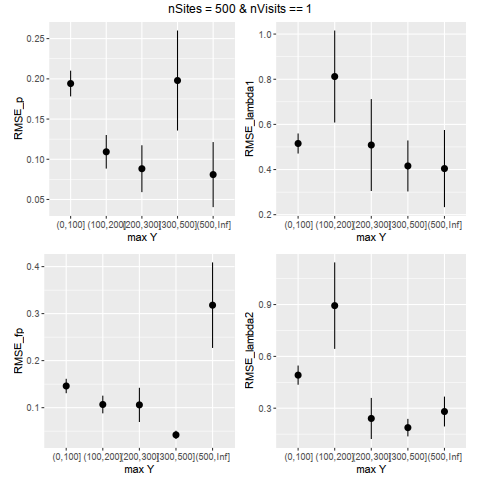 nSites = 500 & nVisits == 1
RMSE_p
0.25
0.20
0.15
0.10
0.05
(0,100] (100,200] (200,300] (300,500] (500,Inf]
max Y
RMSE_lambda1
1.0
0.8
0.6
0.4
0.2
(0,100] (100,200] (200,300] (300,500] (500,Inf]
max Y
RMSE_fp
0.4
0.3
0.2
0.1
(0,100] (100,200] (200,300] (300,500] (500,Inf]
max Y
RMSE_lambda2
0.9
0.6
0.3
(0,100] (100,200] (200,300] (300,500] (500,Inf]
max Y